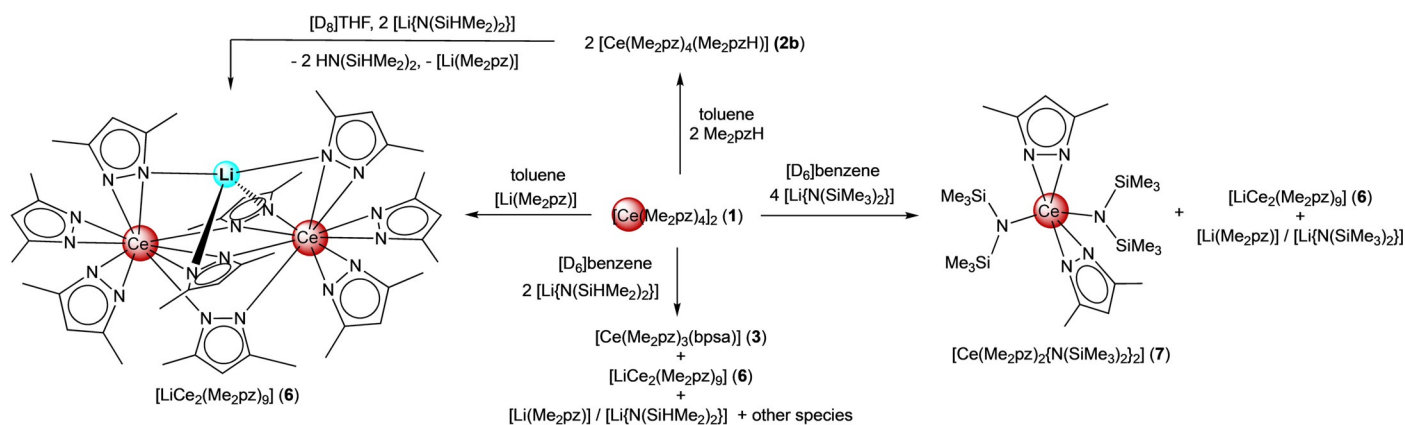 [D8]THF, 2 [Li{N(SiHMe2)2}]
- 2 HN(SiHMe2)2, - [Li(Me2pz)]
2 [Ce(Me2pz)4(Me2pzH)] (2b)
toluene
2 Me2pzH
N N
N N
Li
N N
N N
N N
N N
N N
N N
N N
Ce
Ce
[LiCe2(Me2pz)9] (6)
toluene
[Li(Me2pz)]
[Ce(Me2pz)4]2 (1)
[D6]benzene
4 [Li{N(SiMe3)2}]
[D6]benzene
2 [Li{N(SiHMe2)2}]
[Ce(Me2pz)3(bpsa)] (3)
+
[LiCe2(Me2pz)9] (6)
+
[Li(Me2pz)] / [Li{N(SiHMe2)2}] + other species
N N
Me3Si
N
Me3Si
Ce
SiMe3
N
SiMe3
N
N
[Ce(Me2pz)2{N(SiMe3)2}2] (7)
+
[LiCe2(Me2pz)9] (6)
+
[Li(Me2pz)] / [Li{N(SiMe3)2}]